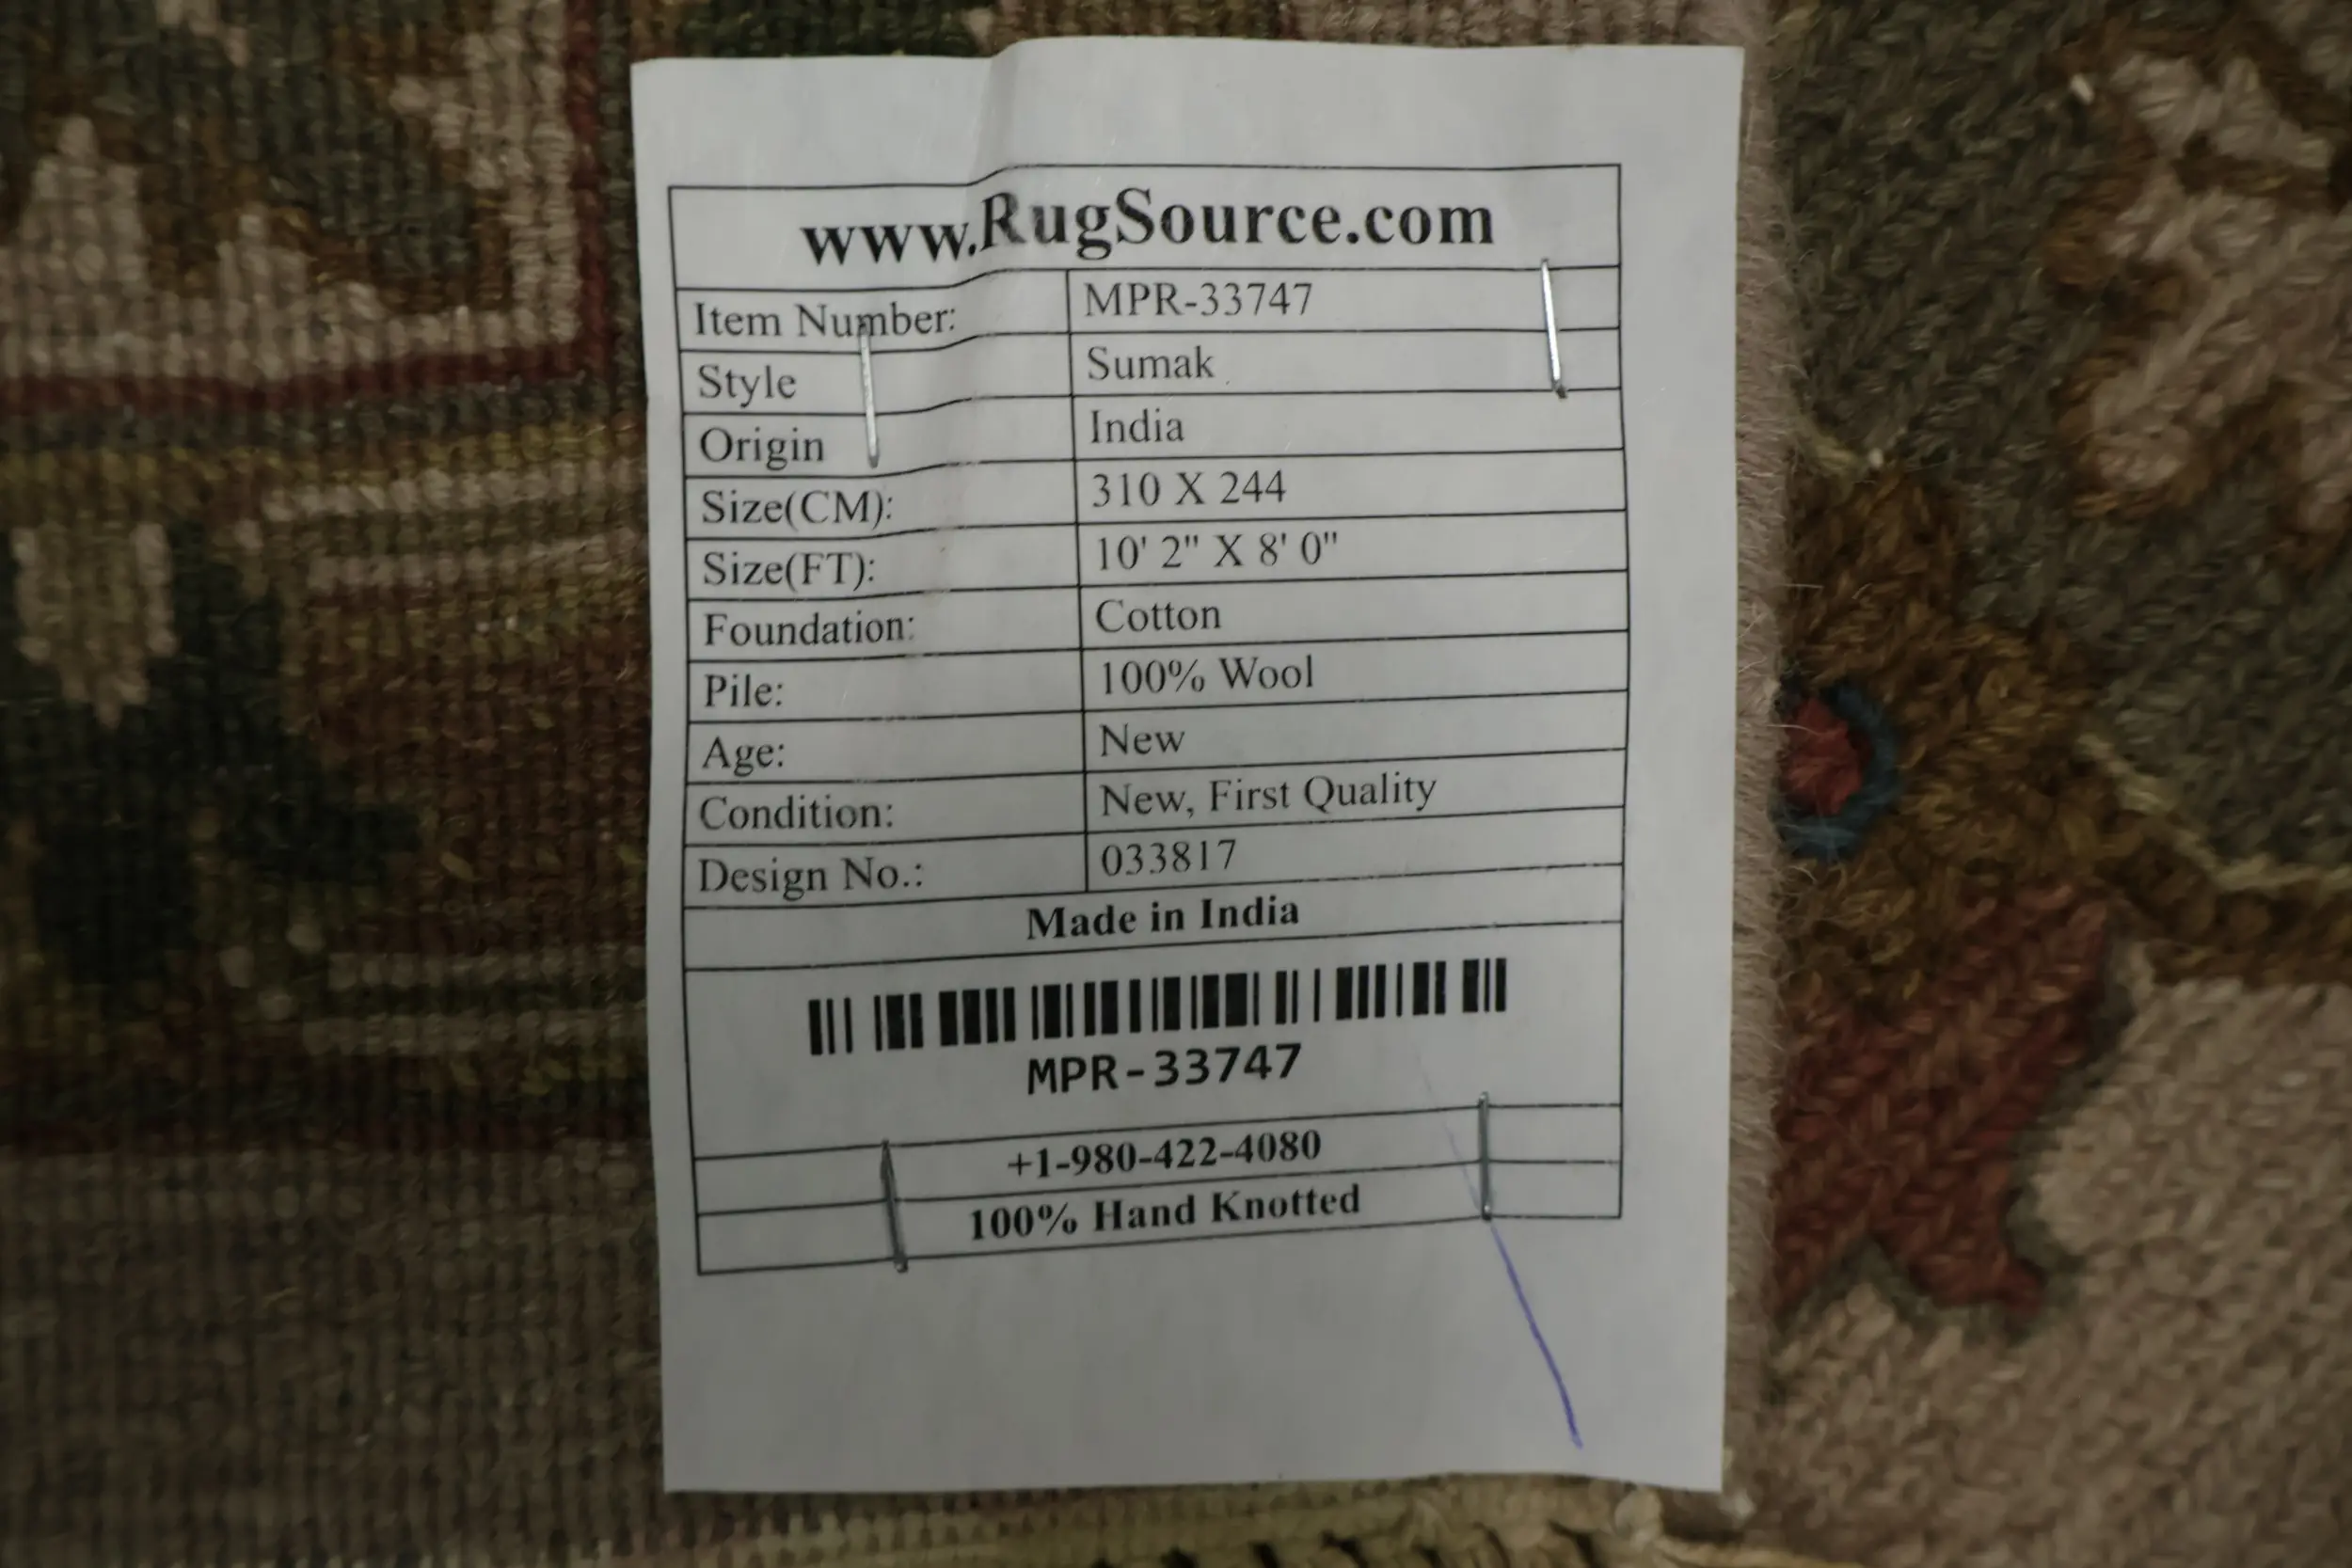 www.RugSource.com
Item Number: MPR-33747
Style Sumak
Origin India
Size(CM): 310 X 244
Size(FT): 10' 2" X 8' 0"
Foundation: Cotton
Pile: 100% Wool
Age: New
Condition: New, First Quality
Design No.: 033817
Made in India
MPR-33747
+1-980-422-4080
100% Hand Knotted